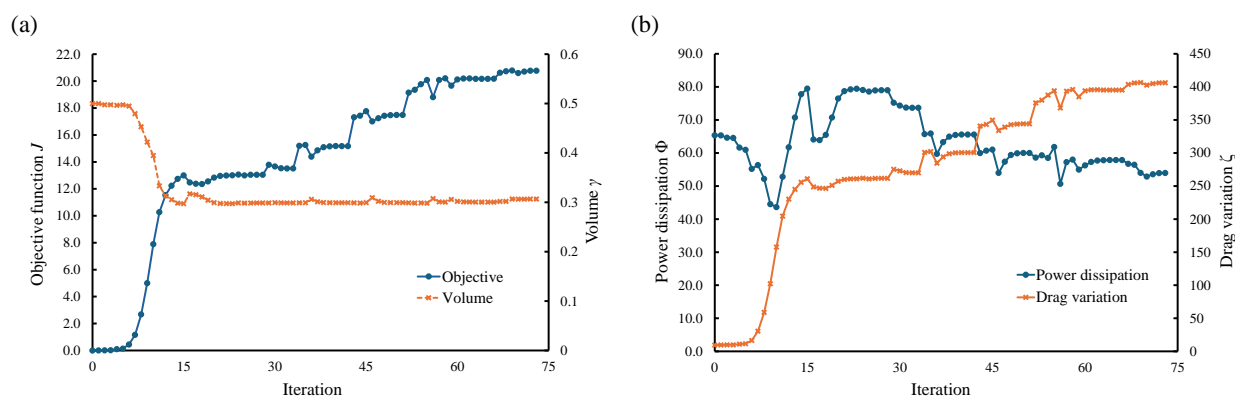 (a)
Objective function J
22.0
20.0
18.0
16.0
14.0
12.0
10.0
8.0
6.0
4.0
2.0
0.0
0.6
0.5
0.4
0.3
0.2
0.1
0
Volume γ
Objective
Volume
0 15 30 45 60 75
Iteration
(b)
Power dissipation Φ
90.0
80.0
70.0
60.0
50.0
40.0
30.0
20.0
10.0
0.0
450
400
350
300
250
200
150
100
50
0
Drag variation ζ
Power dissipation
Drag variation
0 15 30 45 60 75
Iteration